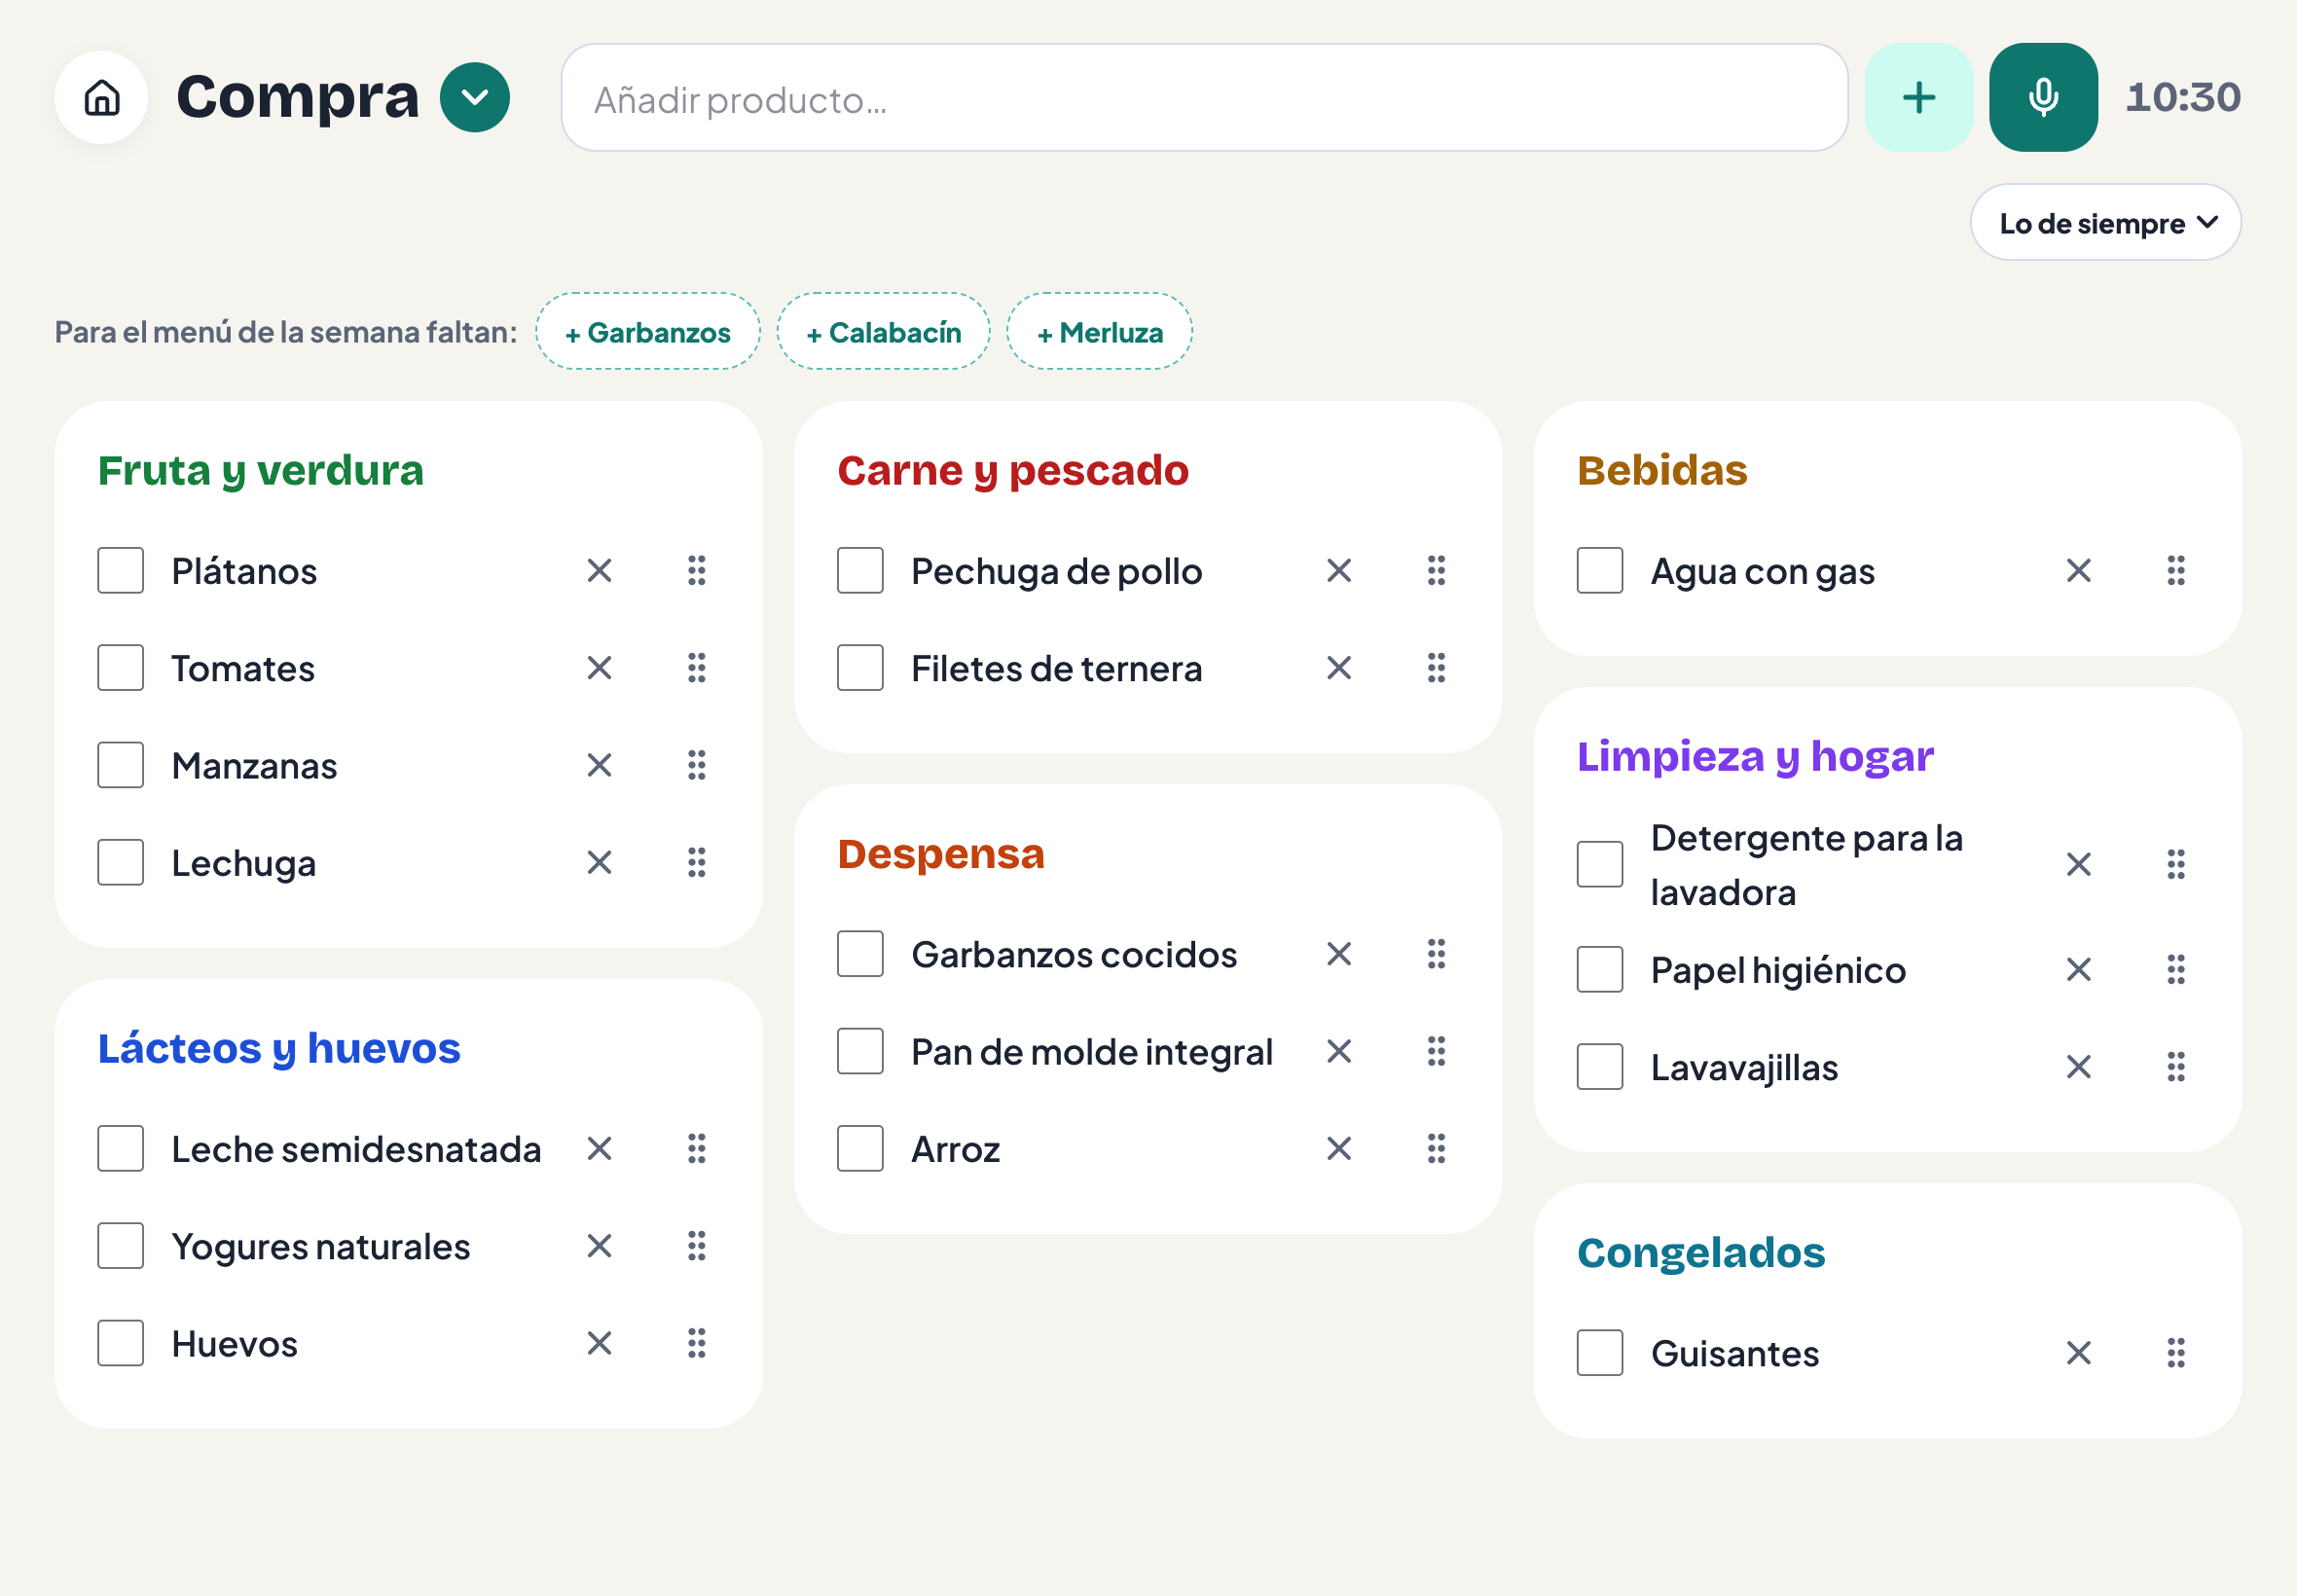 Compra
Añadir producto...
10:30
Lo de siempre
Para el menú de la semana faltan:
+ Garbanzos
+ Calabacín
+ Merluza
Fruta y verdura
Plátanos
Tomates
Manzanas
Lechuga
Lácteos y huevos
Leche semidesnatada
Yogures naturales
Huevos
Carne y pescado
Pechuga de pollo
Filetes de ternera
Despensa
Garbanzos cocidos
Pan de molde integral
Arroz
Bebidas
Agua con gas
Limpieza y hogar
Detergente para la
lavadora
Papel higiénico
Lavavajillas
Congelados
Guisantes